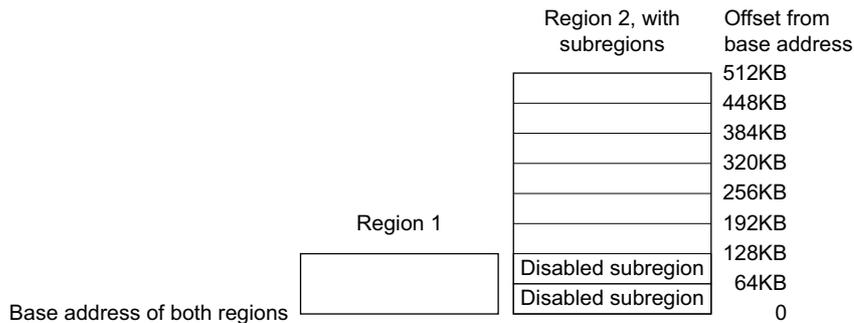 Region 2, with
subregions
Offset from
base address
512KB
448KB
384KB
320KB
256KB
192KB
Region 1
128KB
Disabled subregion
64KB
Disabled subregion
Base address of both regions
0